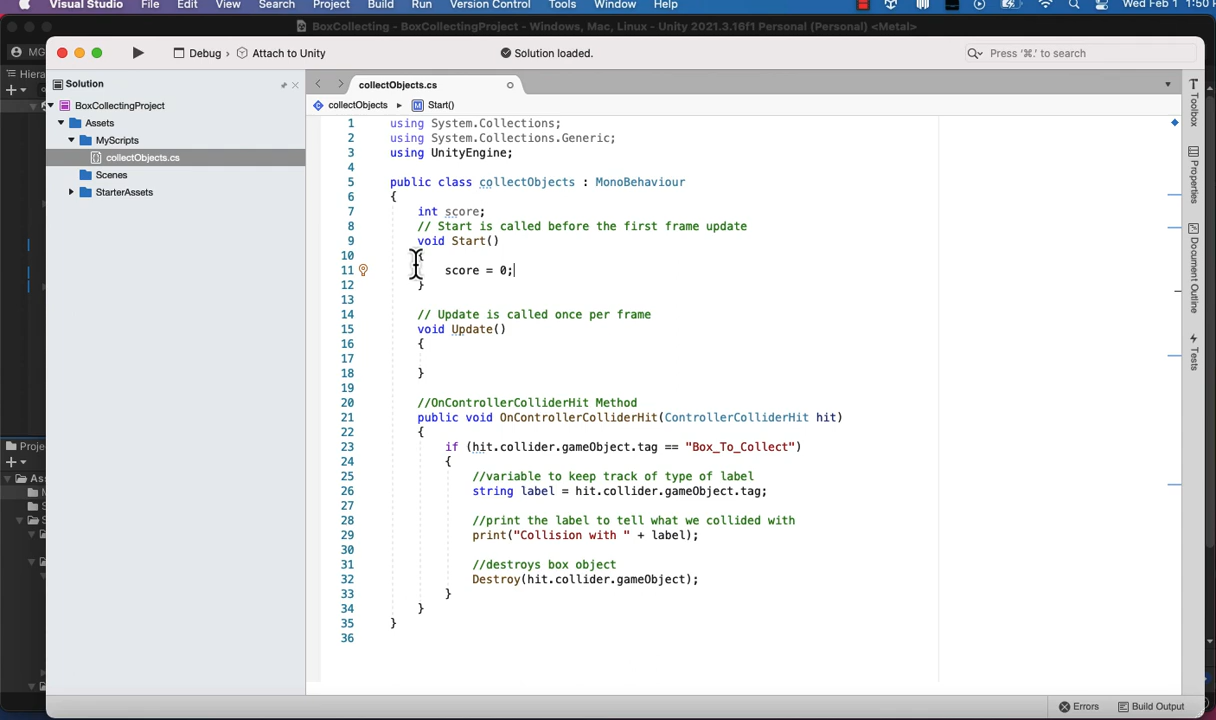 Visual Studio File Edit View Search Project Build Run Version Control Tools Window Help Wed Feb 1 1:50
BoxCollecting - BoxCollectingProject - Windows, Mac, Linux - Unity 2021.3.16f1 Personal (Personal) <Metal>
MG
Debug › Attach to Unity
Solution loaded.
Press '⌘.' to search
Hiera
Solution
collectObjects.cs
BoxCollectingProject
collectObjects ▸ Start()
Assets
MyScripts
collectObjects.cs
Scenes
StarterAssets
1 using System.Collections;
2 using System.Collections.Generic;
3 using UnityEngine;
4
5 public class collectObjects : MonoBehaviour
6 {
7 int score;
8 // Start is called before the first frame update
9 void Start()
10 {
11 score = 0;
12 }
13
14 // Update is called once per frame
15 void Update()
16 {
17
18 }
19
20 //OnControllerColliderHit Method
21 public void OnControllerColliderHit(ControllerColliderHit hit)
22 {
23 if (hit.collider.gameObject.tag == "Box_To_Collect")
24 {
25 //variable to keep track of type of label
26 string label = hit.collider.gameObject.tag;
27
28 //print the label to tell what we collided with
29 print("Collision with " + label);
30
31 //destroys box object
32 Destroy(hit.collider.gameObject);
33 }
34 }
35 }
36
Toolbox
Properties
Document Outline
Tests
Proje
Errors
Build Output